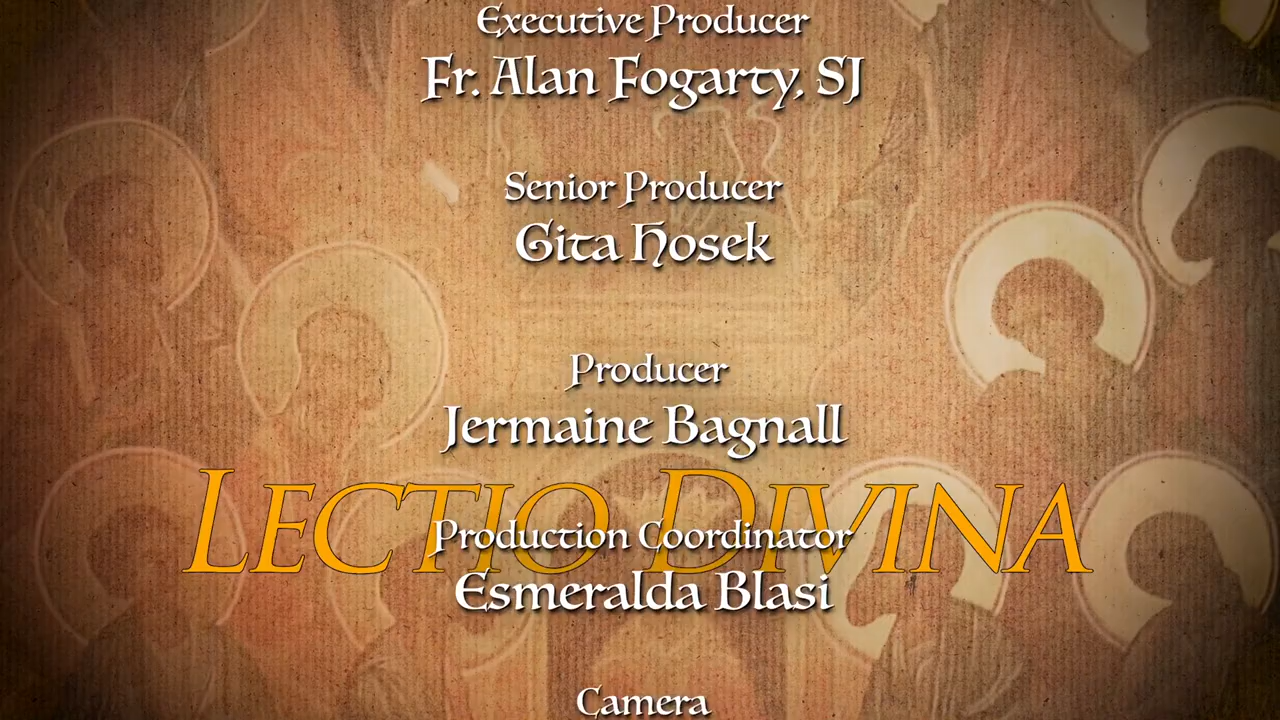 Executive Producer
Fr. Alan Fogarty, SJ
Senior Producer
Gita Hosek
Producer
Jermaine Bagnall
LECTIO DIVINA
Production Coordinator
Esmeralda Blasi
Camera